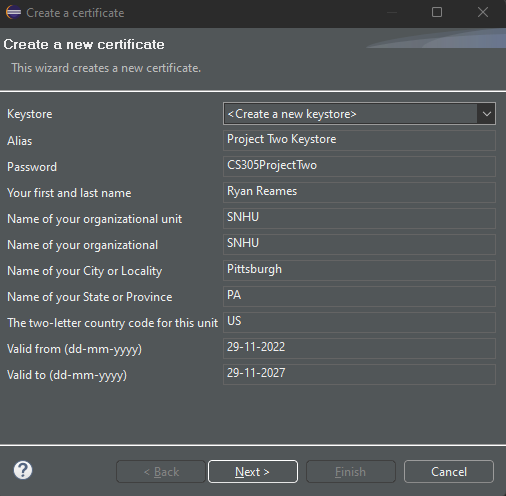 Create a certificate
Create a new certificate
This wizard creates a new certificate.
Keystore <Create a new keystore>
Alias Project Two Keystore
Password CS305ProjectTwo
Your first and last name Ryan Reames
Name of your organizational unit SNHU
Name of your organizational SNHU
Name of your City or Locality Pittsburgh
Name of your State or Province PA
The two-letter country code for this unit US
Valid from (dd-mm-yyyy) 29-11-2022
Valid to (dd-mm-yyyy) 29-11-2027
? < Back Next > Finish Cancel